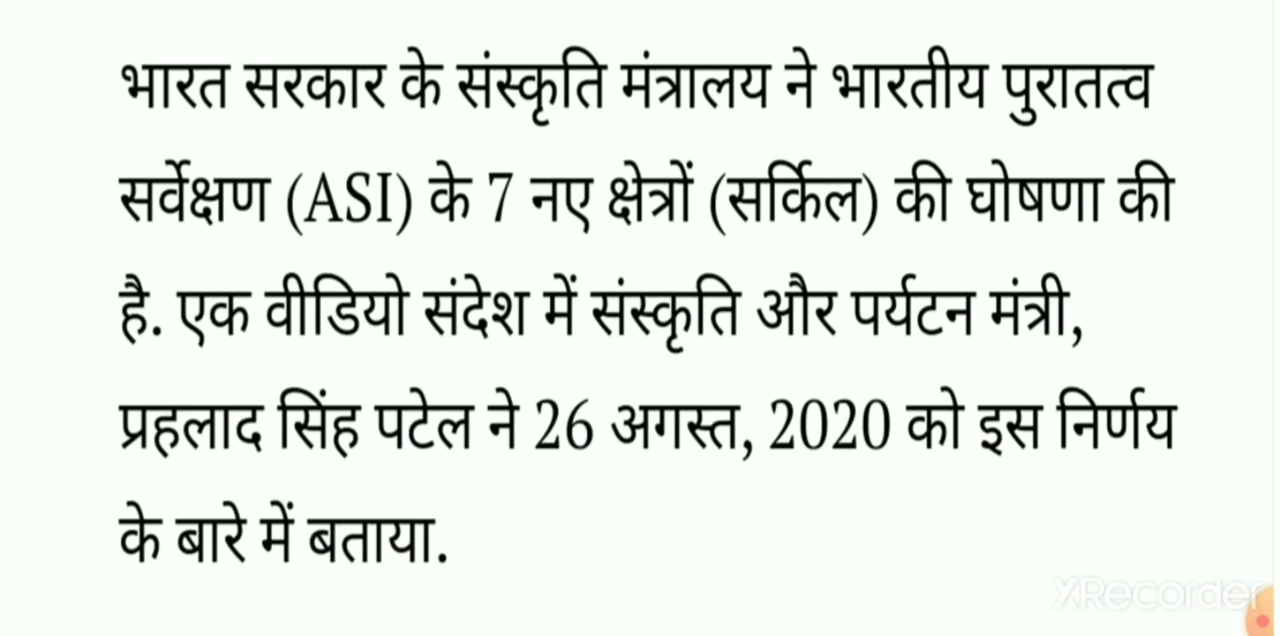 भारत सरकार के संस्कृति मंत्रालय ने भारतीय पुरातत्व
सर्वेक्षण (ASI) के 7 नए क्षेत्रों (सर्किल) की घोषणा की
है. एक वीडियो संदेश में संस्कृति और पर्यटन मंत्री,
प्रहलाद सिंह पटेल ने 26 अगस्त, 2020 को इस निर्णय
के बारे में बताया.
XRecorder